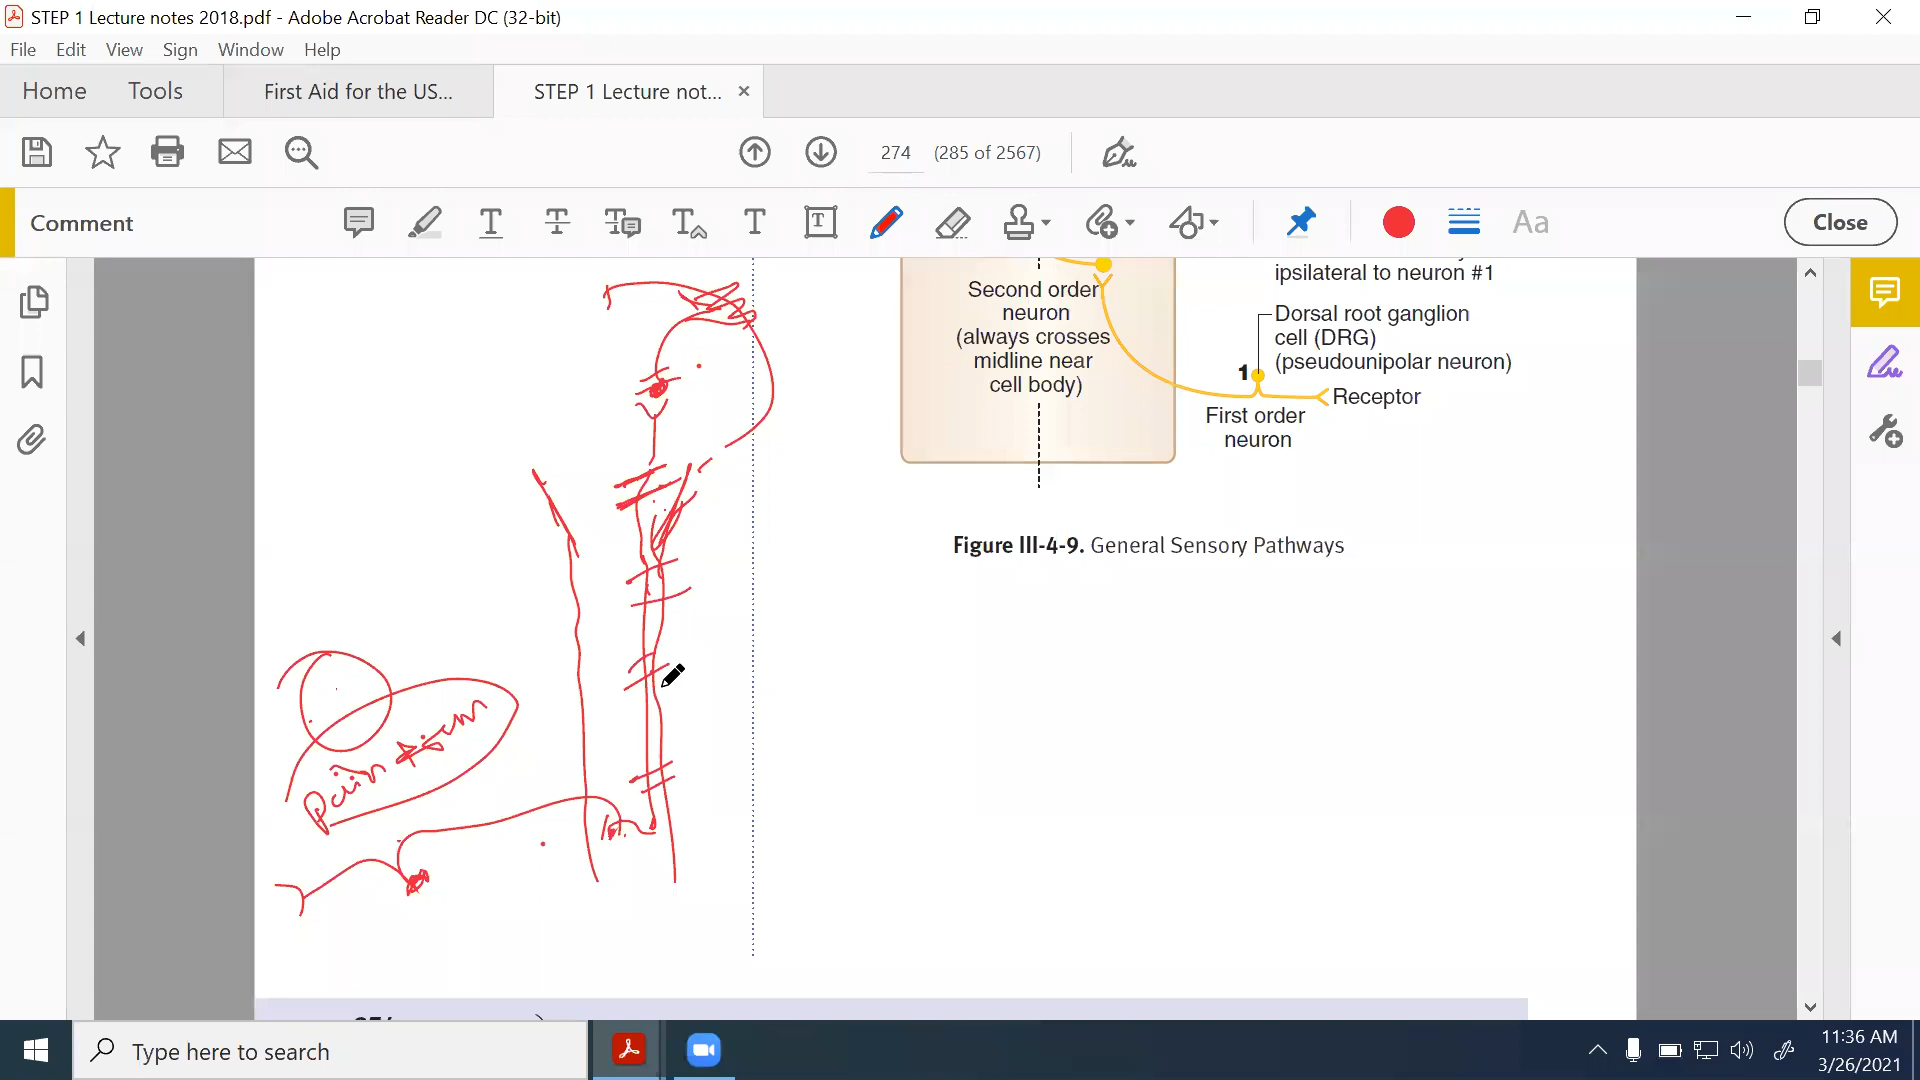 STEP 1 Lecture notes 2018.pdf - Adobe Acrobat Reader DC (32-bit)
File Edit View Sign Window Help
Home Tools First Aid for the US... STEP 1 Lecture not... ×
274 (285 of 2567)
Comment
Aa
Close
ipsilateral to neuron #1
Second order
neuron
(always crosses
midline near
cell body)
Dorsal root ganglion
cell (DRG)
(pseudounipolar neuron)
1
Receptor
First order
neuron
Figure III-4-9. General Sensory Pathways
Pain
Type here to search
11:36 AM
3/26/2021